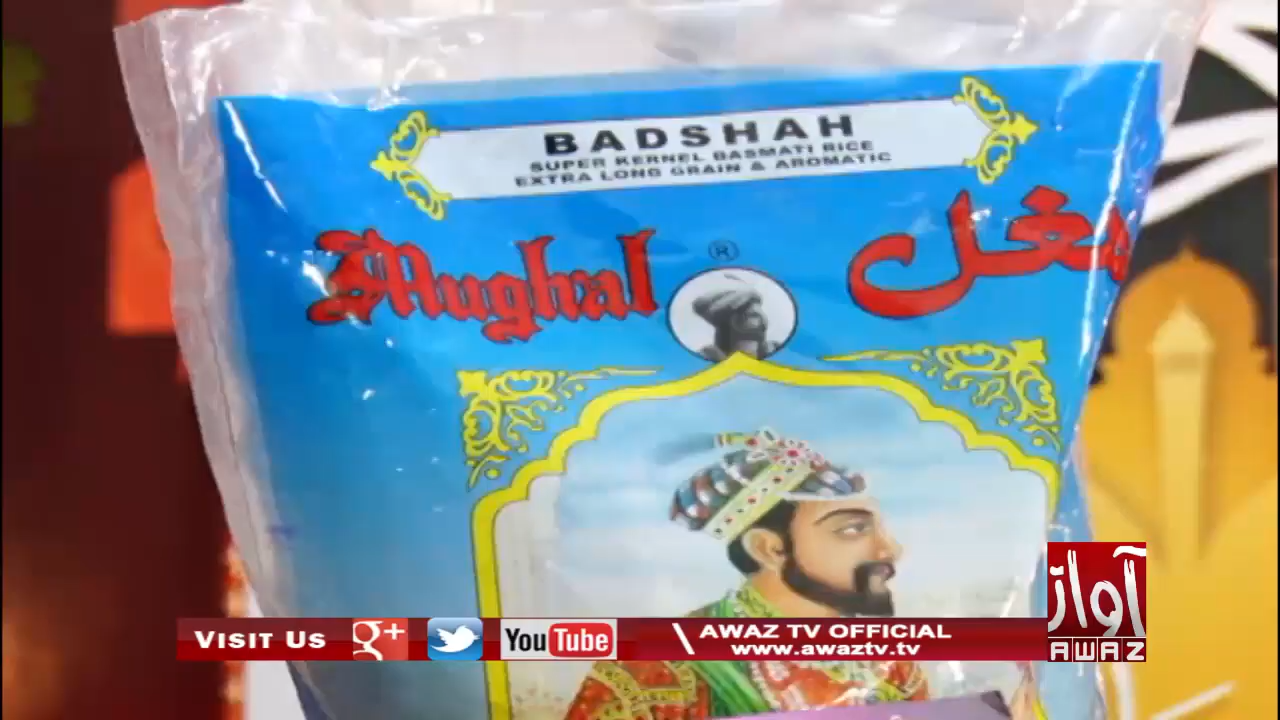 BADSHAH
SUPER KERNEL BASMATI RICE
EXTRA LONG GRAIN & AROMATIC
Mughal ® مغل
VISIT US g+ YouTube \ AWAZ TV OFFICIAL
www.awaztv.tv
آواز
AWAZ